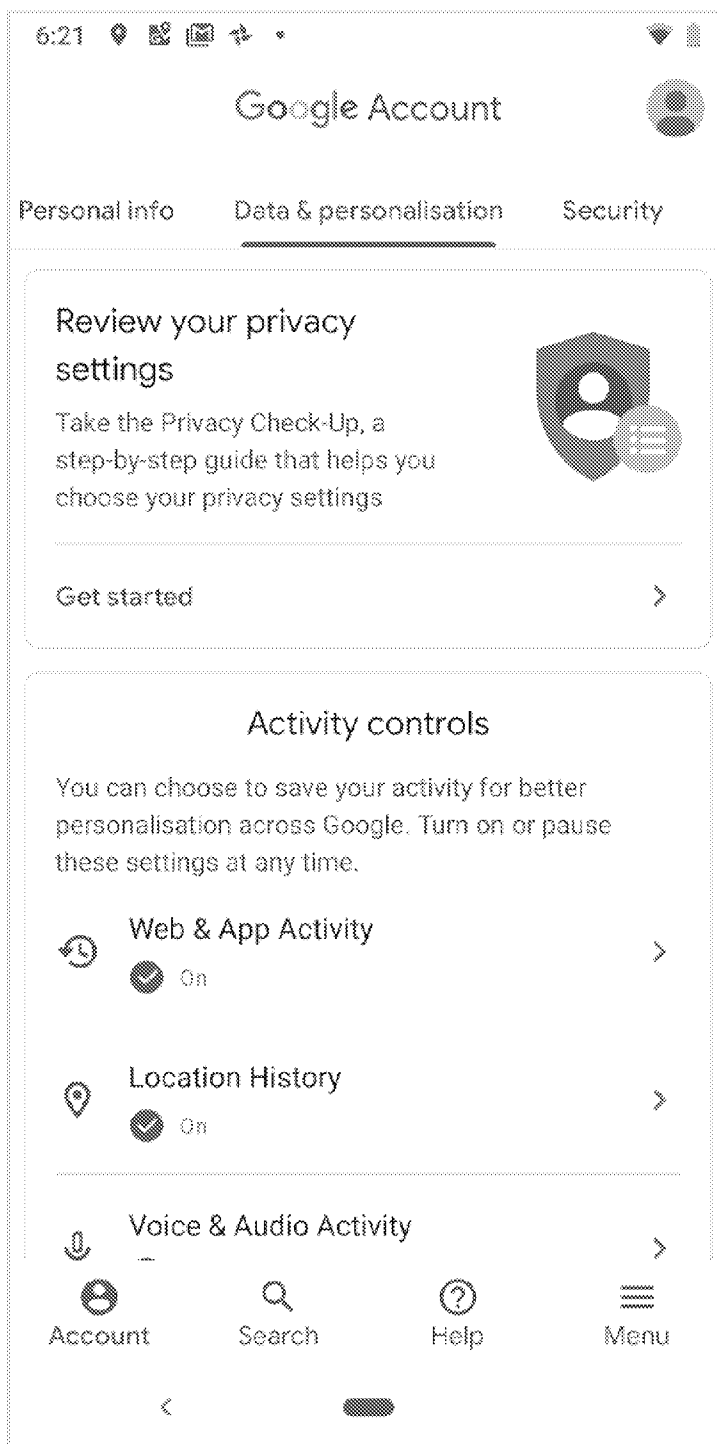 6:21
Google Account
Personal info Data & personalisation Security
Review your privacy
settings
Take the Privacy Check-Up, a
step-by-step guide that helps you
choose your privacy settings
Get started
Activity controls
You can choose to save your activity for better
personalisation across Google. Turn on or pause
these settings at any time.
Web & App Activity
On
Location History
On
Voice & Audio Activity
Account Search Help Menu